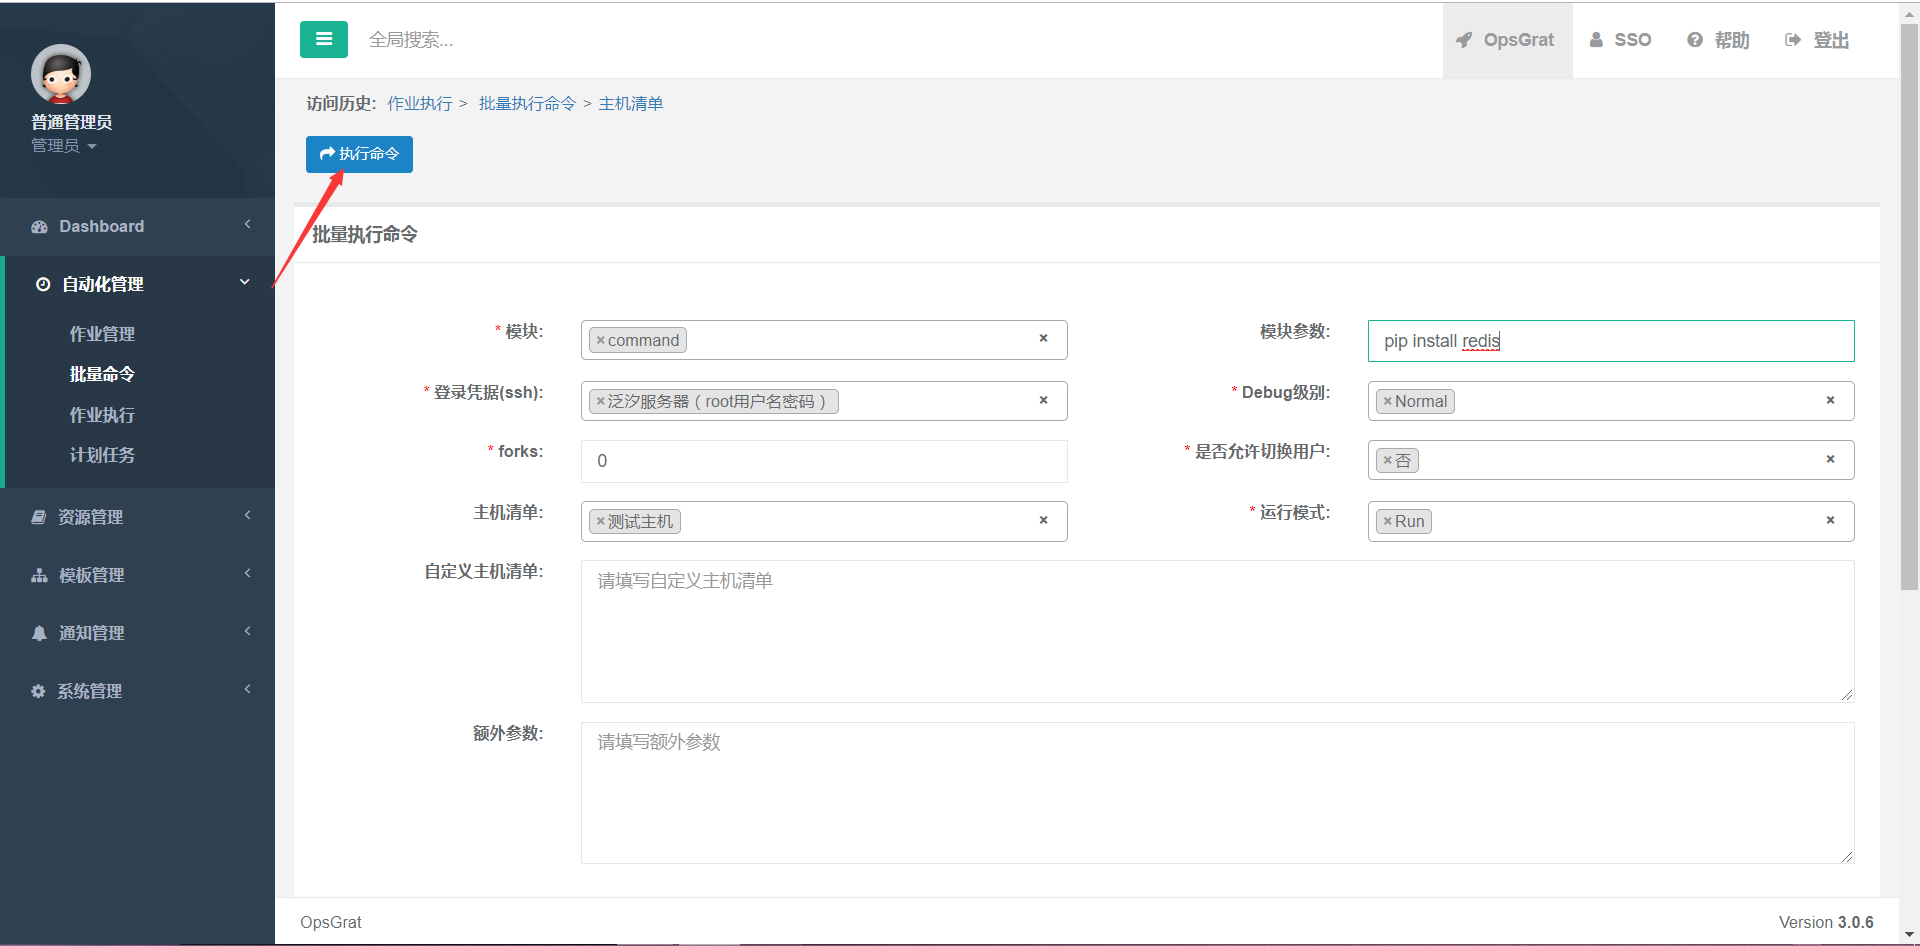 普通管理员
管理员
Dashboard
自动化管理
作业管理
批量命令
作业执行
计划任务
资源管理
模板管理
通知管理
系统管理
全局搜索...
OpsGrat
SSO
帮助
登出
访问历史: 作业执行 > 批量执行命令 > 主机清单
执行命令
批量执行命令
* 模块:
×command ×
模块参数:
pip install redis
* 登录凭据(ssh):
×泛汐服务器（root用户名密码） ×
* Debug级别:
×Normal ×
* forks:
0
* 是否允许切换用户:
×否 ×
主机清单:
×测试主机 ×
* 运行模式:
×Run ×
自定义主机清单:
请填写自定义主机清单
额外参数:
请填写额外参数
OpsGrat
Version 3.0.6